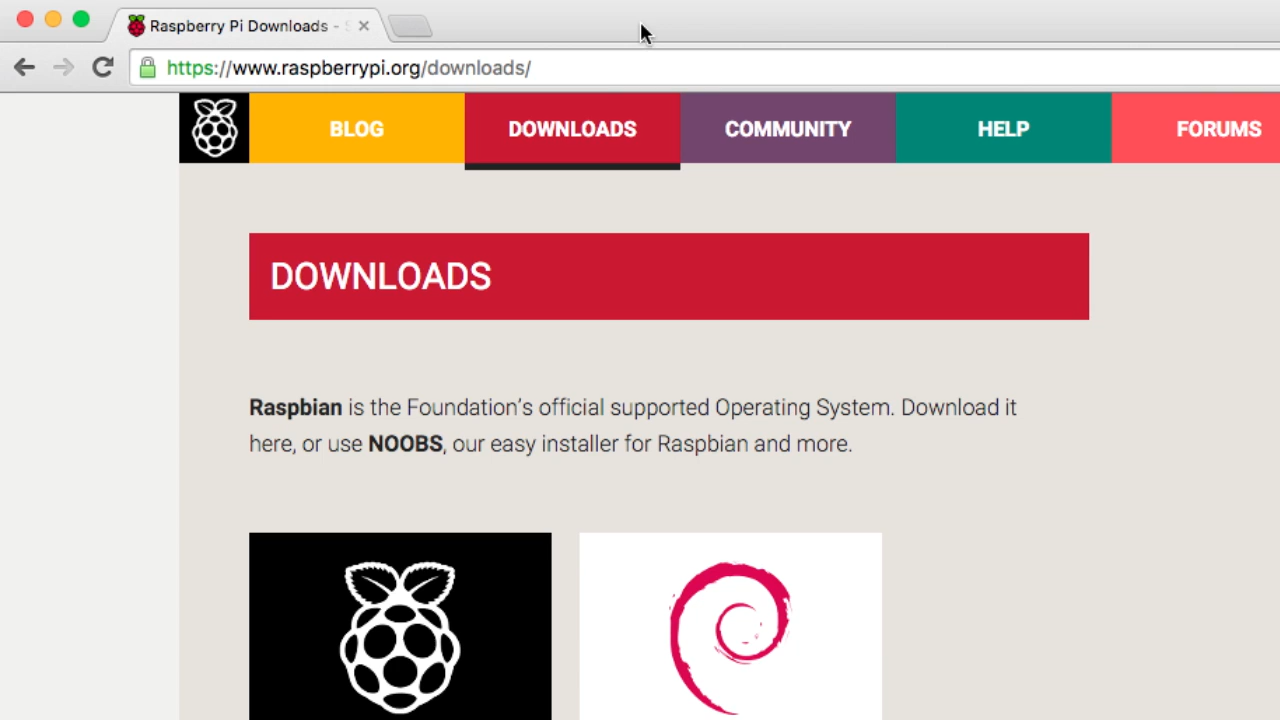 Raspberry Pi Downloads -
https://www.raspberrypi.org/downloads/
BLOG DOWNLOADS COMMUNITY HELP FORUMS
DOWNLOADS
Raspbian is the Foundation’s official supported Operating System. Download it
here, or use NOOBS, our easy installer for Raspbian and more.